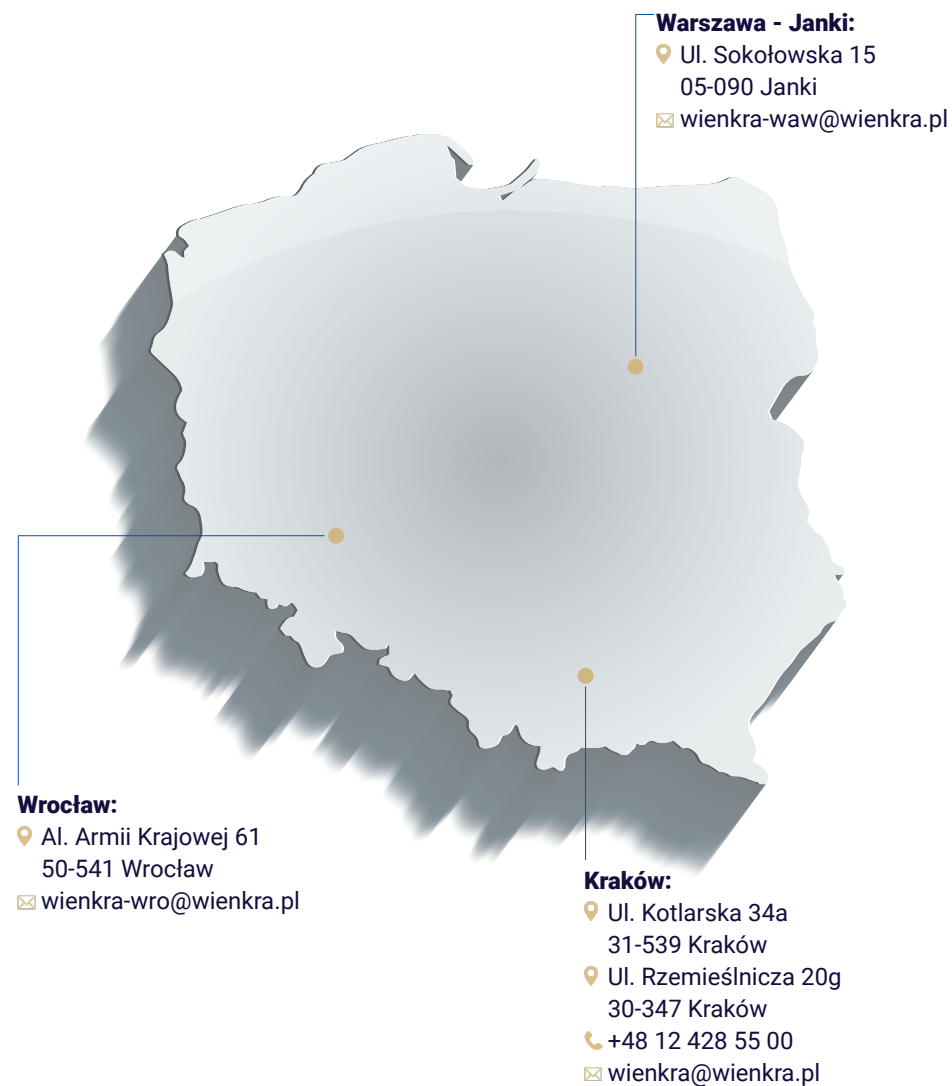 Warszawa - Janki:
Ul. Sokołowska 15
05-090 Janki
wienkra-waw@wienkra.pl
Wrocław:
Al. Armii Krajowej 61
50-541 Wrocław
wienkra-wro@wienkra.pl
Kraków:
Ul. Kotlarska 34a
31-539 Kraków
Ul. Rzemieślnicza 20g
30-347 Kraków
+48 12 428 55 00
wienkra@wienkra.pl